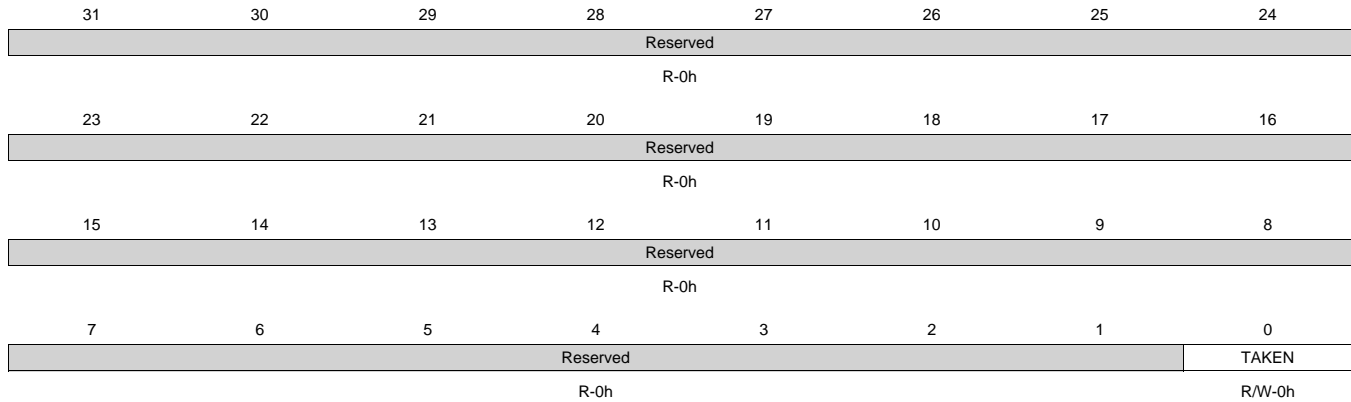 31 30 29 28 27 26 25 24
Reserved
R-0h
23 22 21 20 19 18 17 16
Reserved
R-0h
15 14 13 12 11 10 9 8
Reserved
R-0h
7 6 5 4 3 2 1 0
Reserved TAKEN
R-0h R/W-0h